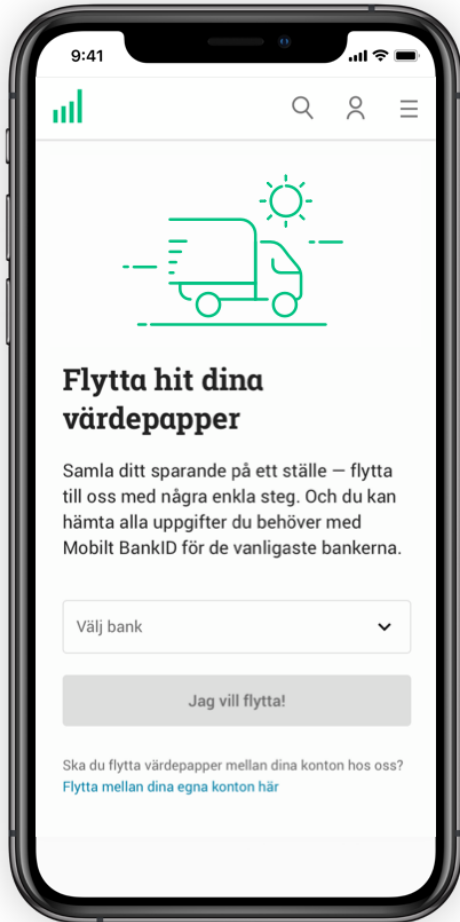 9:41
Flytta hit dina
värdepapper
Samla ditt sparande på ett ställe – flytta
till oss med några enkla steg. Och du kan
hämta alla uppgifter du behöver med
Mobilt BankID för de vanligaste bankerna.
Välj bank
Jag vill flytta!
Ska du flytta värdepapper mellan dina konton hos oss?
Flytta mellan dina egna konton här